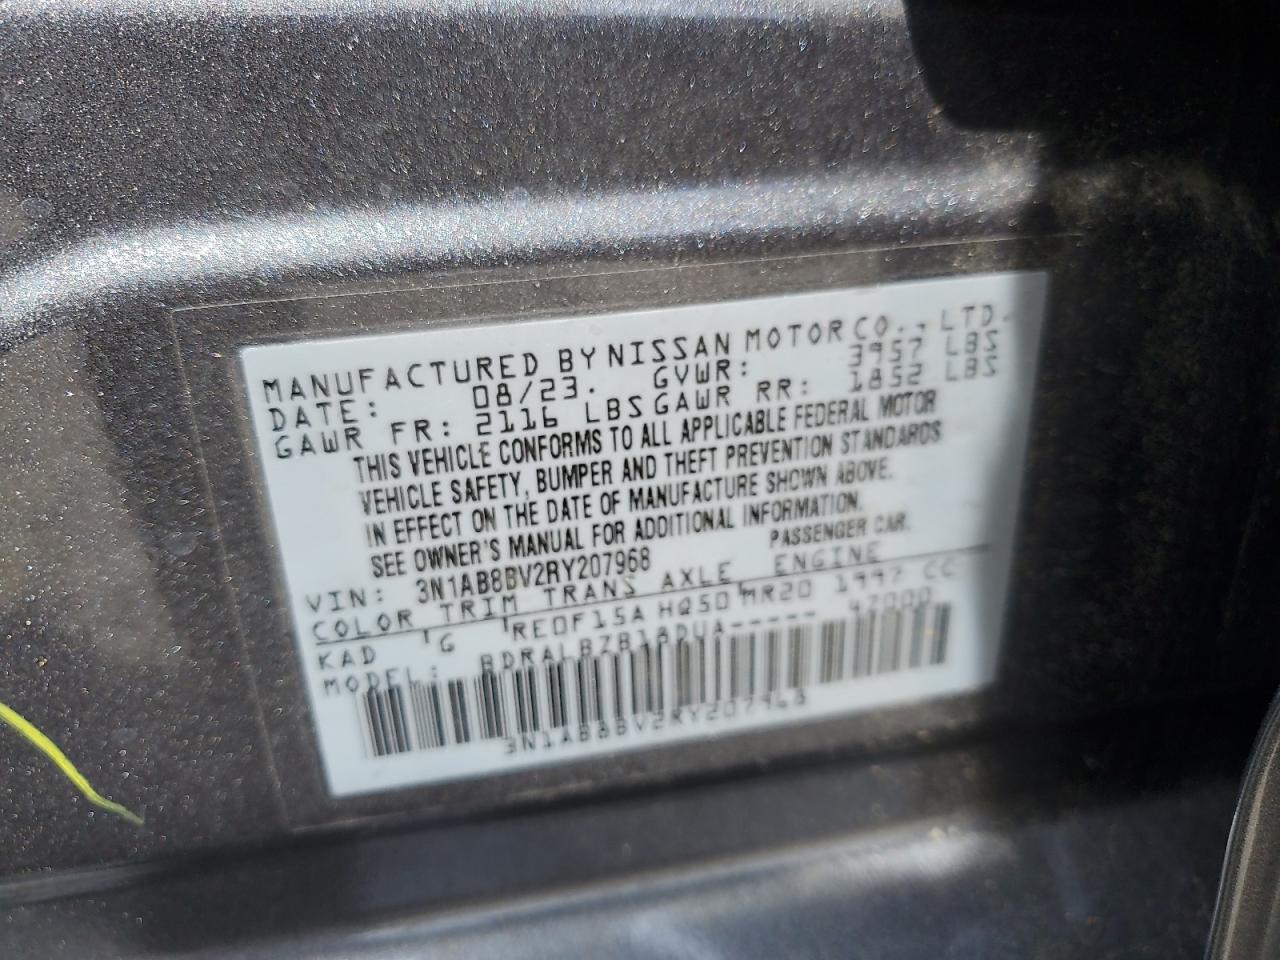 MANUFACTURED BY NISSAN MOTOR CO., LTD.
DATE: 08/23. GVWR: 3957 LBS
GAWR FR: 2116 LBS GAWR RR: 1852 LBS
THIS VEHICLE CONFORMS TO ALL APPLICABLE FEDERAL MOTOR
VEHICLE SAFETY, BUMPER AND THEFT PREVENTION STANDARDS
IN EFFECT ON THE DATE OF MANUFACTURE SHOWN ABOVE.
SEE OWNER'S MANUAL FOR ADDITIONAL INFORMATION.
VIN: 3N1AB8BV2RY207968 PASSENGER CAR.
COLOR TRIM TRANS AXLE ENGINE
KAD G RE0F15A HQ50 MR20 1997 CC
MODEL: BDRALBZB18DUA----- 42000
3N1AB8BV2RY207968